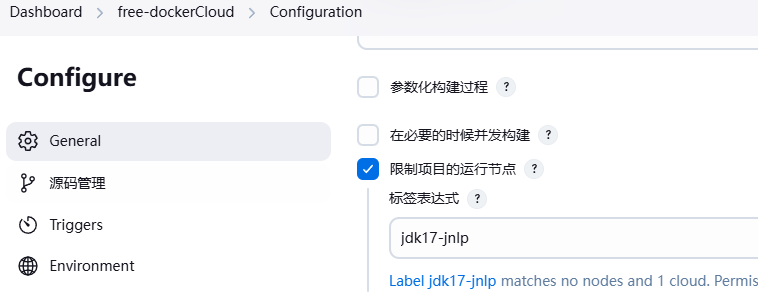 Dashboard > free-dockerCloud > Configuration
Configure
General
源码管理
Triggers
Environment
参数化构建过程 ?
在必要的时候并发构建 ?
限制项目的运行节点 ?
标签表达式 ?
jdk17-jnlp
Label jdk17-jnlp matches no nodes and 1 cloud. Permis